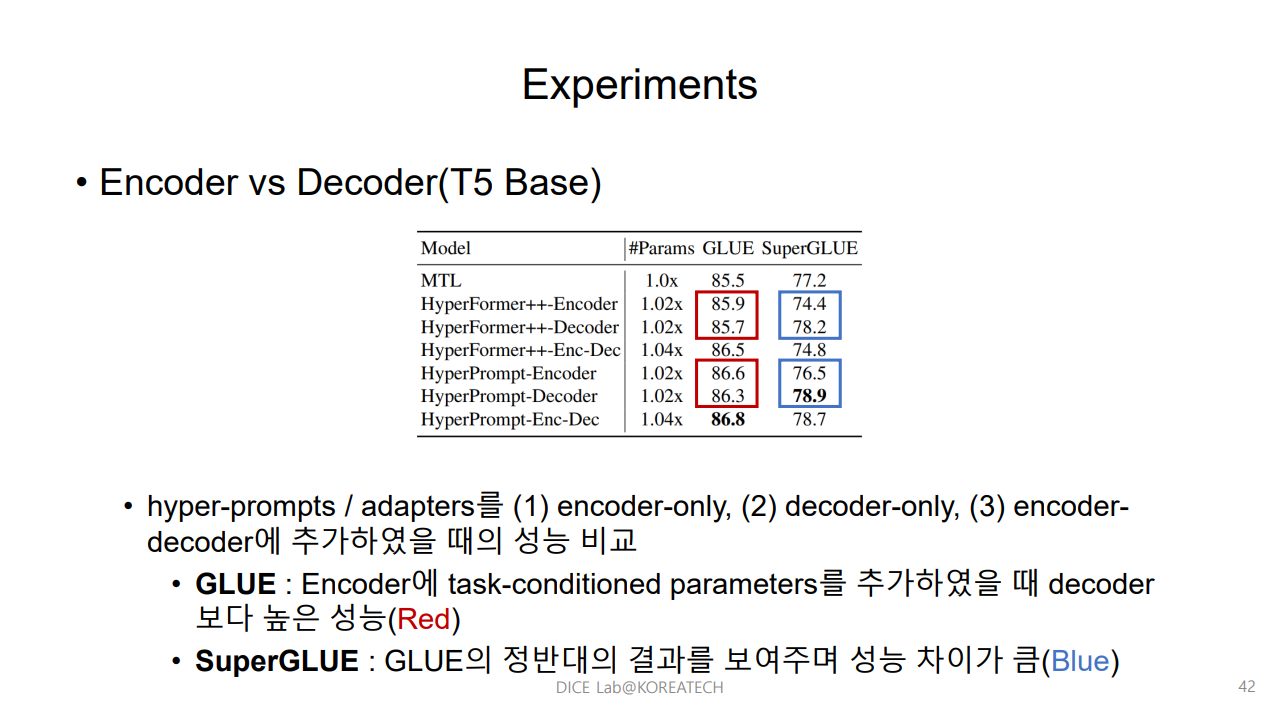 Experiments
• Encoder vs Decoder(T5 Base)
Model #Params GLUE SuperGLUE
MTL 1.0x 85.5 77.2
HyperFormer++-Encoder 1.02x 85.9 74.4
HyperFormer++-Decoder 1.02x 85.7 78.2
HyperFormer++-Enc-Dec 1.04x 86.5 74.8
HyperPrompt-Encoder 1.02x 86.6 76.5
HyperPrompt-Decoder 1.02x 86.3 78.9
HyperPrompt-Enc-Dec 1.04x 86.8 78.7
• hyper-prompts / adapters를 (1) encoder-only, (2) decoder-only, (3) encoder-
decoder에 추가하였을 때의 성능 비교
• GLUE : Encoder에 task-conditioned parameters를 추가하였을 때 decoder
보다 높은 성능(Red)
• SuperGLUE : GLUE의 정반대의 결과를 보여주며 성능 차이가 큼(Blue)
DICE Lab@KOREATECH
42